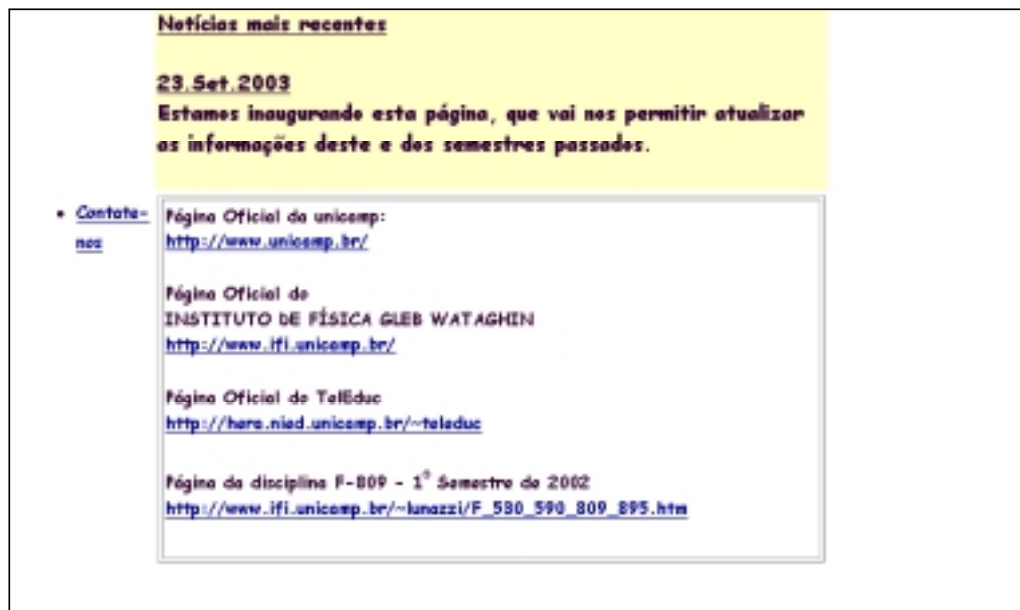 Notícias mais recentes
23.Set.2003
Estamos inaugurando esta página, que vai nos permitir atualizar
as informações deste e dos semestres passados.
• Contate-
nos
Página Oficial da unicamp:
http://www.unicamp.br/
Página Oficial do
INSTITUTO DE FÍSICA GLEB WATAGHIN
http://www.ifi.unicamp.br/
Página Oficial do TelEduc
http://hera.nied.unicamp.br/~teleduc
Página da disciplina F-809 - 1º Semestre de 2002
http://www.ifi.unicamp.br/~lunazzi/F_530_590_809_895.htm